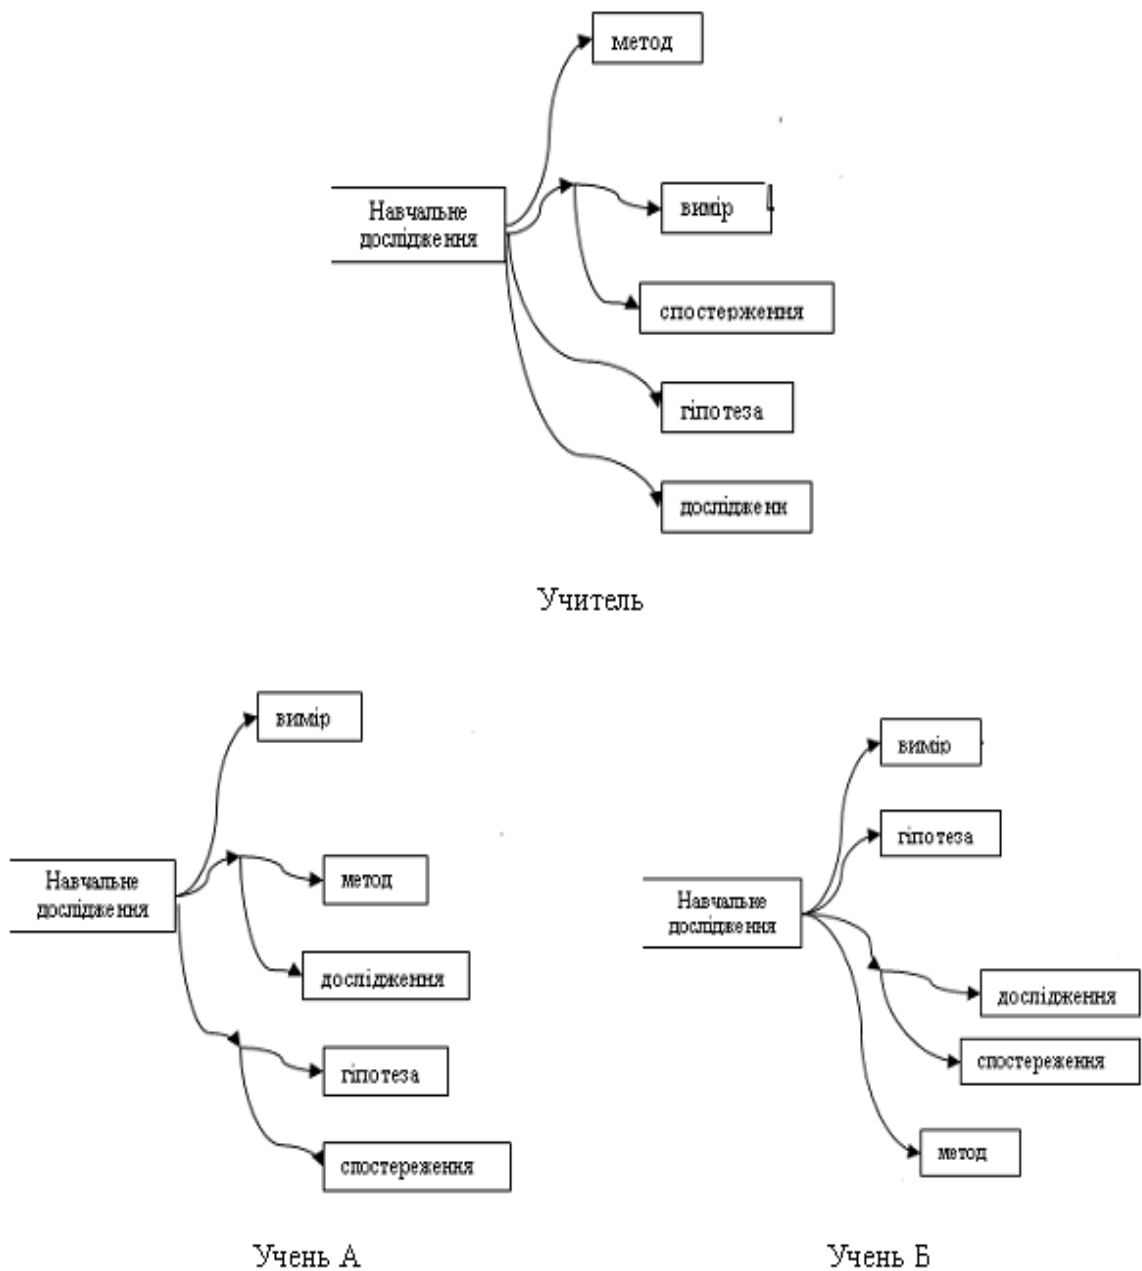 метод
Навчальне
дослідження
вимір
спостерження
гіпотеза
дослідженн
Учитель
вимір
Навчальне
дослідження
метод
дослідження
гіпотеза
спостереження
Учень А
вимір
гіпотеза
Навчальне
дослідження
дослідження
спостереження
метод
Учень Б